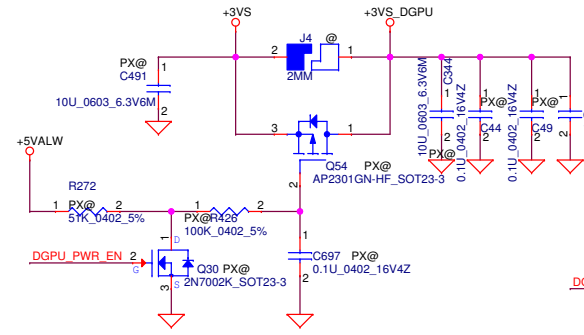 +3VS
+3VS_DGPU
J4
@
2
1
2MM
PX@
C491
1
2
10U_0603_6.3V6M
3
1
Q54
PX@
AP2301GN-HF_SOT23-3
2
10U_0603_6.3V6M
PX@
C344
1
2
0.1U_0402_16V4Z
PX@
C44
1
2
0.1U_0402_16V4Z
PX@
C49
1
2
1
2
+5VALW
R272
1
2
PX@
51K_0402_5%
1
2
PX@
R426
100K_0402_5%
DGPU_PWR_EN
2
G
1
D
3
S
Q30
PX@
2N7002K_SOT23-3
1
C697
PX@
0.1U_0402_16V4Z
2